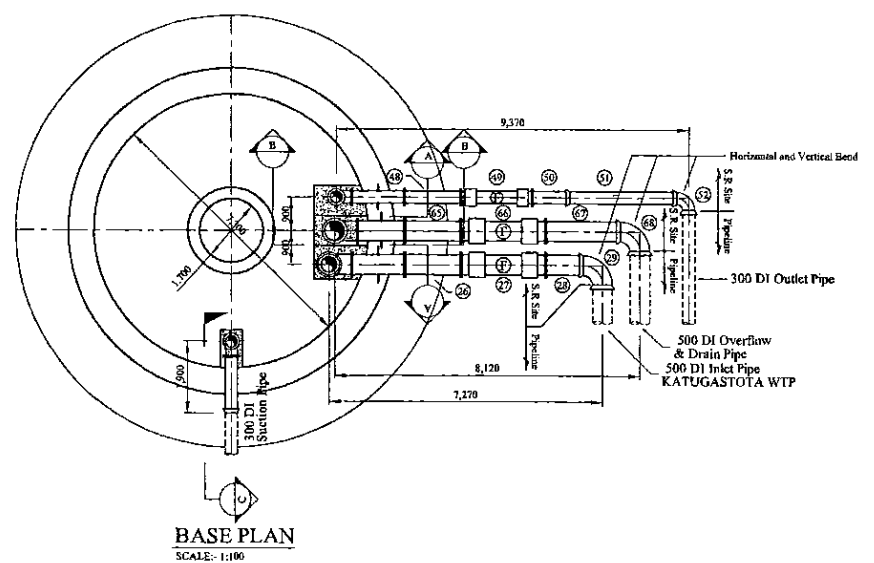 9,370
B
A
B
48
49
50
51
52
Horizontal and Vertical Bend
S.R Site
Pipeline
65
66
67
68
F
F
F
S.R Site
Pipeline
1,700
26
27
28
29
A
S.R Site
Pipeline
300 DI Outlet Pipe
500 DI Overflow
& Drain Pipe
500 DI Inlet Pipe
KATUGASTOTA WTP
8,120
7,270
300 DI
Suction Pipe
C
BASE PLAN
SCALE:- 1:100